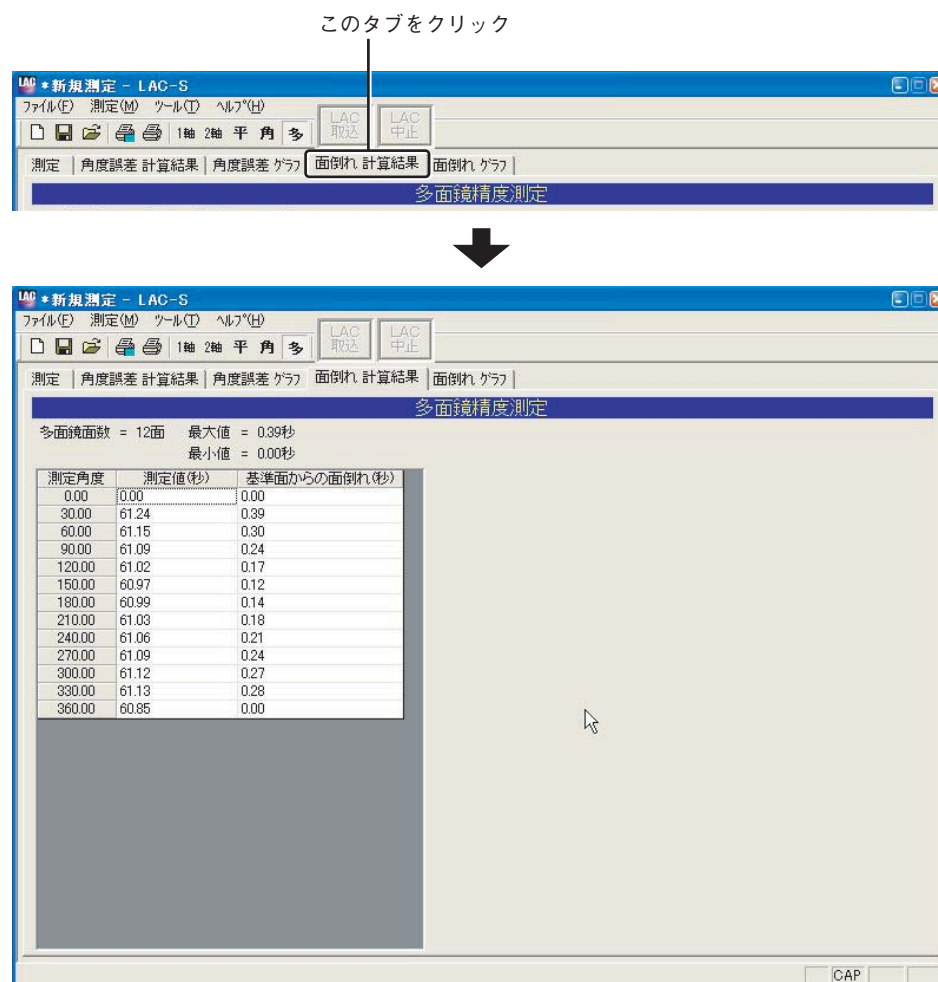 このタブをクリック
LAC *新規測定 - LAC-S
ファイル(F) 測定(M) ツール(T) ヘルプ(H)
1軸 2軸 平 角 多 LAC取込 LAC中止
測定 角度誤差 計算結果 角度誤差 グラフ 面倒れ 計算結果 面倒れ グラフ
多面鏡精度測定
LAC *新規測定 - LAC-S
ファイル(F) 測定(M) ツール(T) ヘルプ(H)
1軸 2軸 平 角 多 LAC取込 LAC中止
測定 角度誤差 計算結果 角度誤差 グラフ 面倒れ 計算結果 面倒れ グラフ
多面鏡精度測定
多面鏡面数 = 12面 最大値 = 0.39秒
最小値 = 0.00秒
測定角度 測定値(秒) 基準面からの面倒れ(秒)
0.00 0.00 0.00
30.00 61.24 0.39
60.00 61.15 0.30
90.00 61.09 0.24
120.00 61.02 0.17
150.00 60.97 0.12
180.00 60.99 0.14
210.00 61.03 0.18
240.00 61.06 0.21
270.00 61.09 0.24
300.00 61.12 0.27
330.00 61.13 0.28
360.00 60.85 0.00
CAP